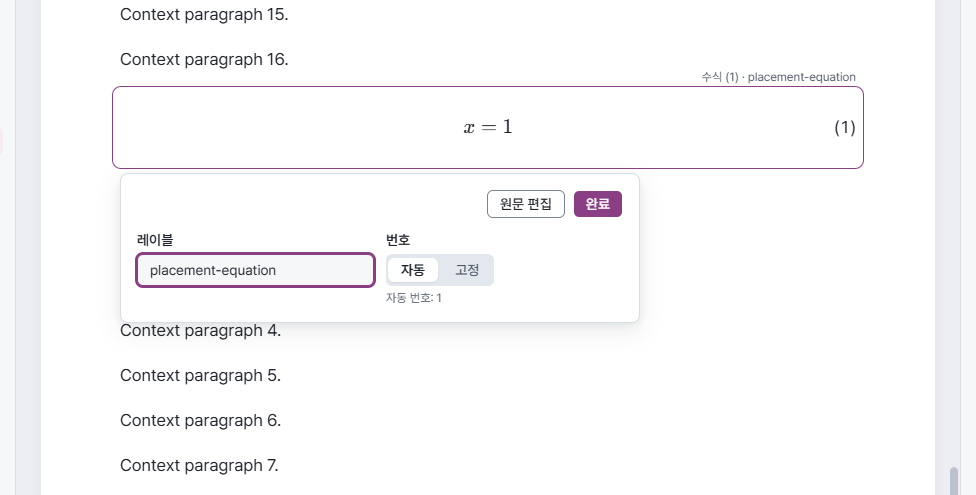 Context paragraph 15.
Context paragraph 16.
수식 (1) · placement-equation
x = 1 (1)
원문 편집 완료
레이블 번호
placement-equation 자동 고정
자동 번호: 1
Context paragraph 4.
Context paragraph 5.
Context paragraph 6.
Context paragraph 7.